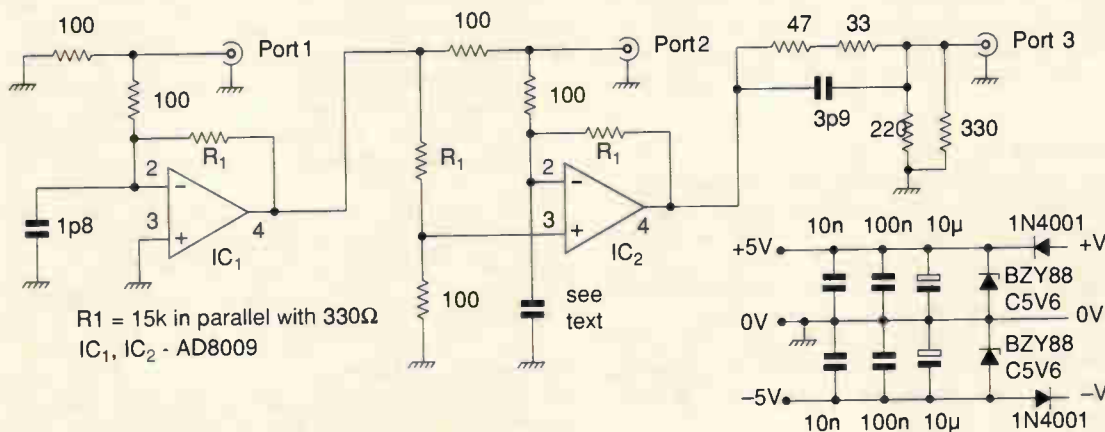 100
Port 1
100
R1
2
3
4
1p8
IC1
R1 = 15k in parallel with 330Ω
IC1, IC2 - AD8009
100
Port2
100
R1
R1
2
3
4
IC2
100
see
text
47
33
Port 3
3p9
220
330
10n
100n
10µ
1N4001
+5V
+V
BZY88
C5V6
0V
0V
BZY88
C5V6
−5V
−V
10n
100n
10µ
1N4001